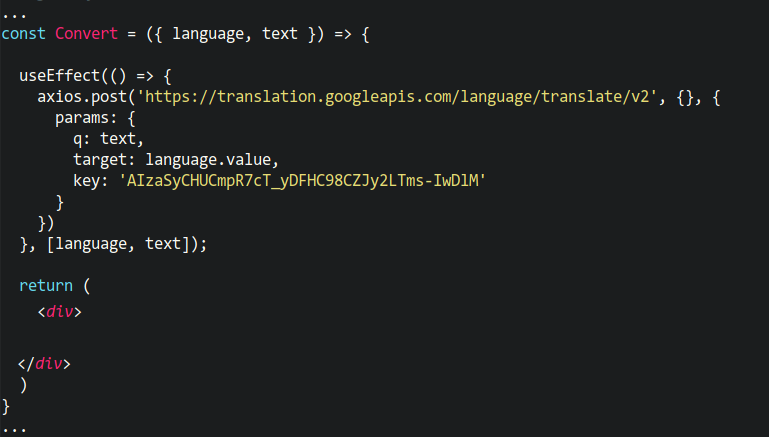 ...
const Convert = ({ language, text }) => {
useEffect(() => {
axios.post('https://translation.googleapis.com/language/translate/v2', {}, {
params: {
q: text,
target: language.value,
key: 'AIzaSyCHUCmpR7cT_yDFHC98CZJy2LTms-IwDlM'
}
})
}, [language, text]);
return (
<div>
</div>
)
}
...